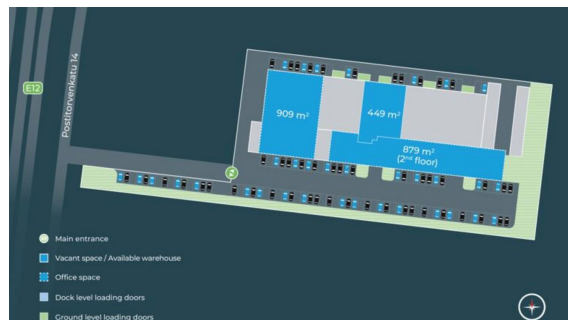 E12
Postitorvenkatu 14
909 m²
449 m²
879 m²
(2nd floor)
Main entrance
Vacant space / Available warehouse
Office space
Dock level loading doors
Ground level loading doors